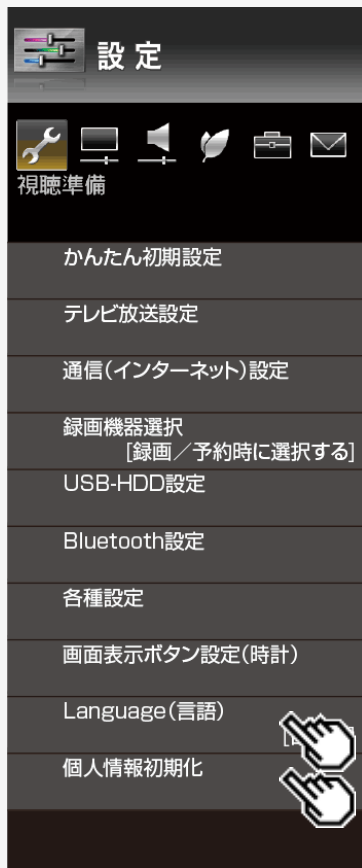 設定
視聴準備
かんたん初期設定
テレビ放送設定
通信(インターネット)設定
録画機器選択
[録画／予約時に選択する]
USB-HDD設定
Bluetooth設定
各種設定
画面表示ボタン設定(時計)
Language(言語)
個人情報初期化